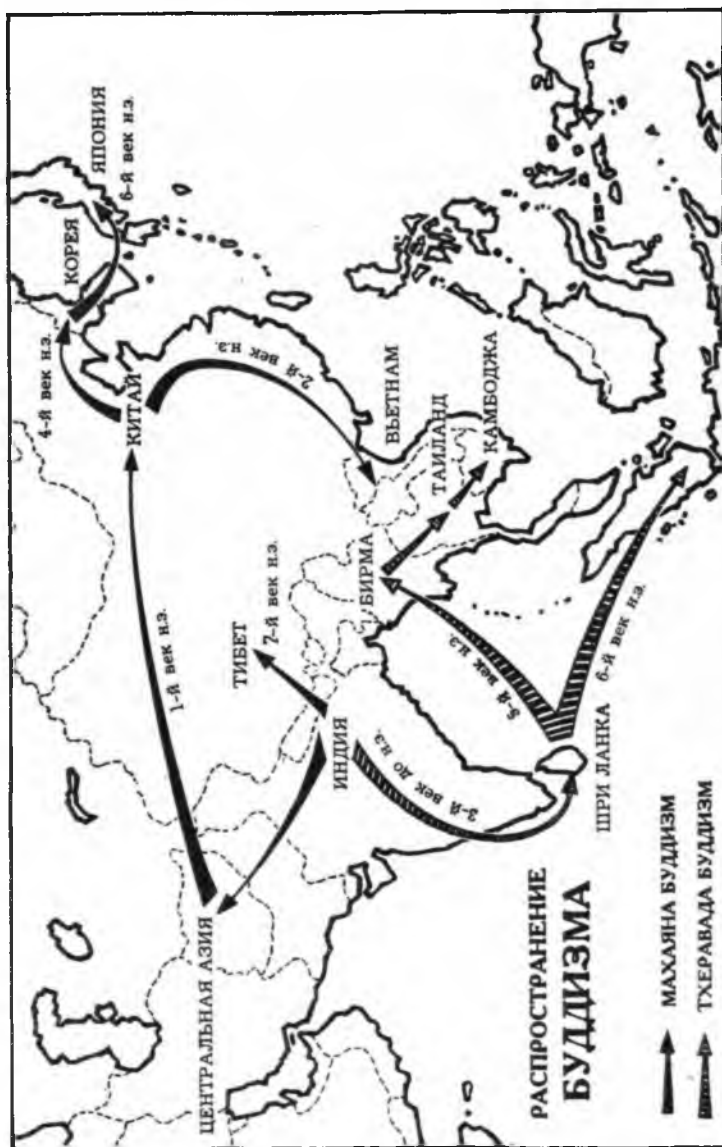 ЯПОНИЯ
6-й век н.э.
КОРЕЯ
4-й век н.э.
КИТАЙ
2-й век н.э.
ВЬЕТНАМ
ТАИЛАНД
КАМБОДЖА
БИРМА
1-й век н.э.
ТИБЕТ
7-й век н.э.
ИНДИЯ
3-й век до н.э.
5-й век н.э.
6-й век н.э.
ШРИ ЛАНКА
ЦЕНТРАЛЬНАЯ АЗИЯ
РАСПРОСТРАНЕНИЕ
БУДДИЗМА
МАХАЯНА БУДДИЗМ
ТХЕРАВАДА БУДДИЗМ